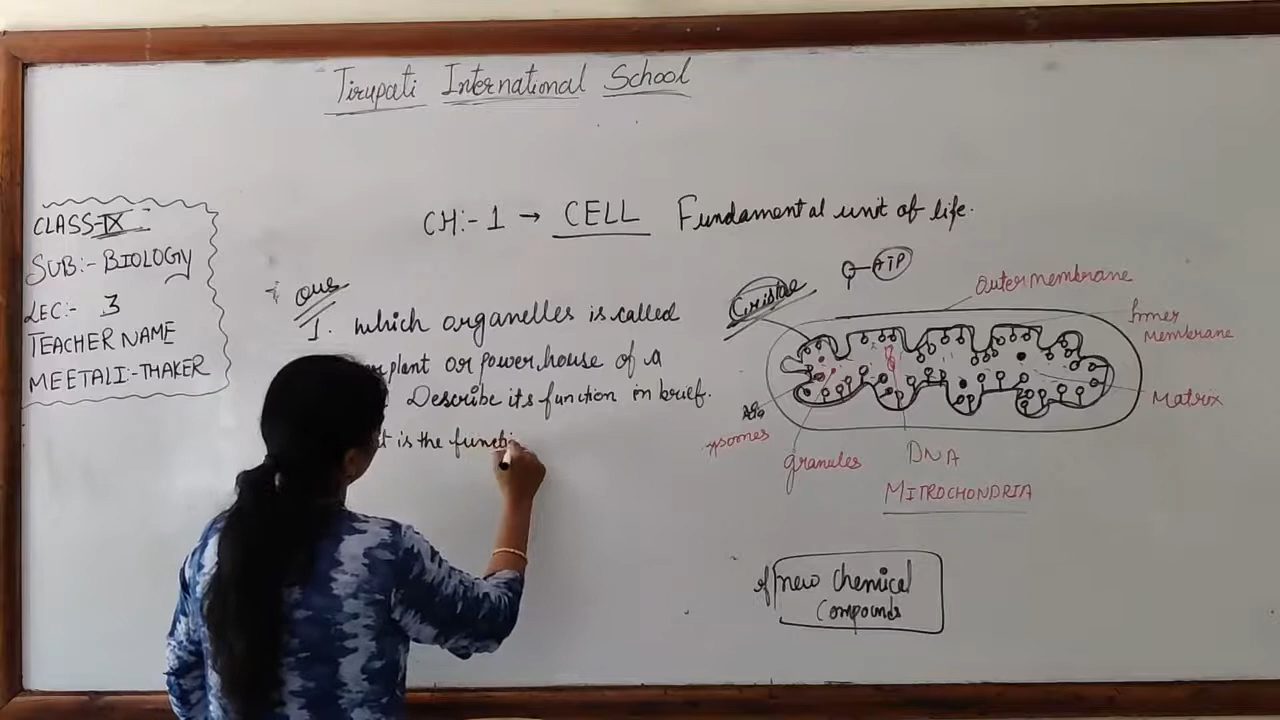 Tirupati International School
CLASS-IX
SUB:- BIOLOGY
LEC:- 3
TEACHER NAME
MEETALI:-THAKER
CH:- 1 → CELL Fundamental unit of life.
Que
1. which organelles is called
plant or power house of a
Describe its function in brief.
is the functi
Cristae
ATP
outer membrane
Inner
membrane
Matrix
granules
DNA
MITROCHONDRIA
of new chemical
compounds